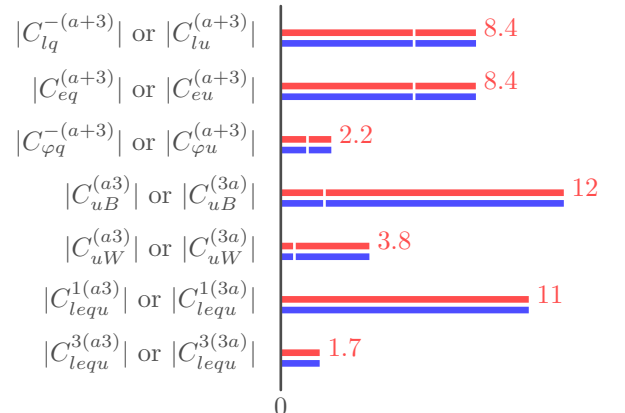 |C_{lq}^{-(a+3)}| or |C_{lu}^{(a+3)}| 8.4
|C_{eq}^{(a+3)}| or |C_{eu}^{(a+3)}| 8.4
|C_{φq}^{-(a+3)}| or |C_{φu}^{(a+3)}| 2.2
|C_{uB}^{(a3)}| or |C_{uB}^{(3a)}| 12
|C_{uW}^{(a3)}| or |C_{uW}^{(3a)}| 3.8
|C_{lequ}^{1(a3)}| or |C_{lequ}^{1(3a)}| 11
|C_{lequ}^{3(a3)}| or |C_{lequ}^{3(3a)}| 1.7
0